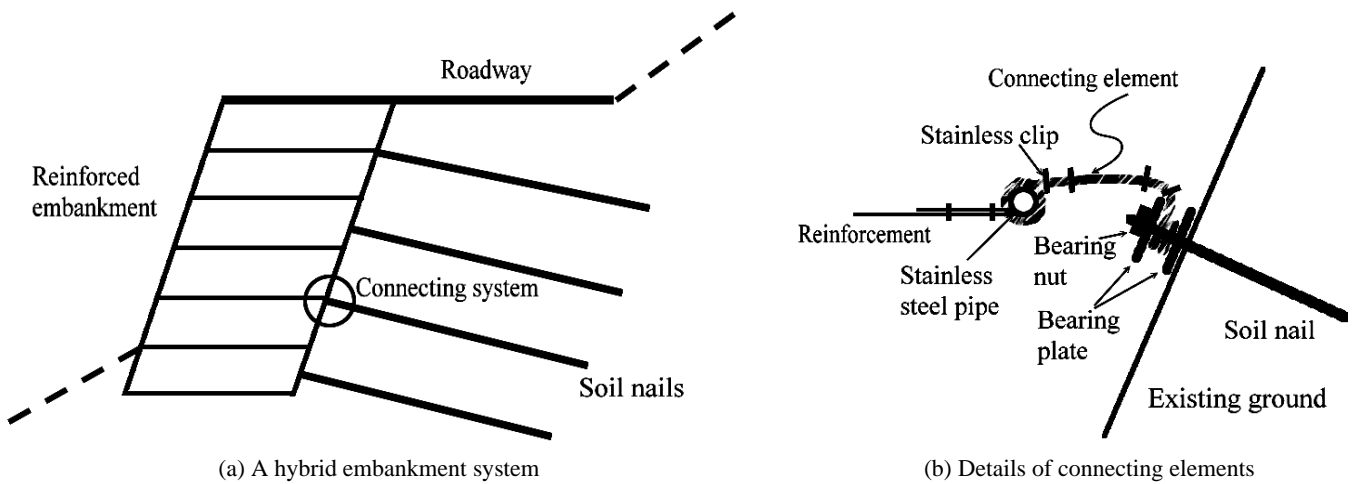 Roadway
Reinforced
embankment
Connecting system
Soil nails
(a) A hybrid embankment system
Connecting element
Stainless clip
Reinforcement
Stainless
steel pipe
Bearing
nut
Bearing
plate
Soil nail
Existing ground
(b) Details of connecting elements